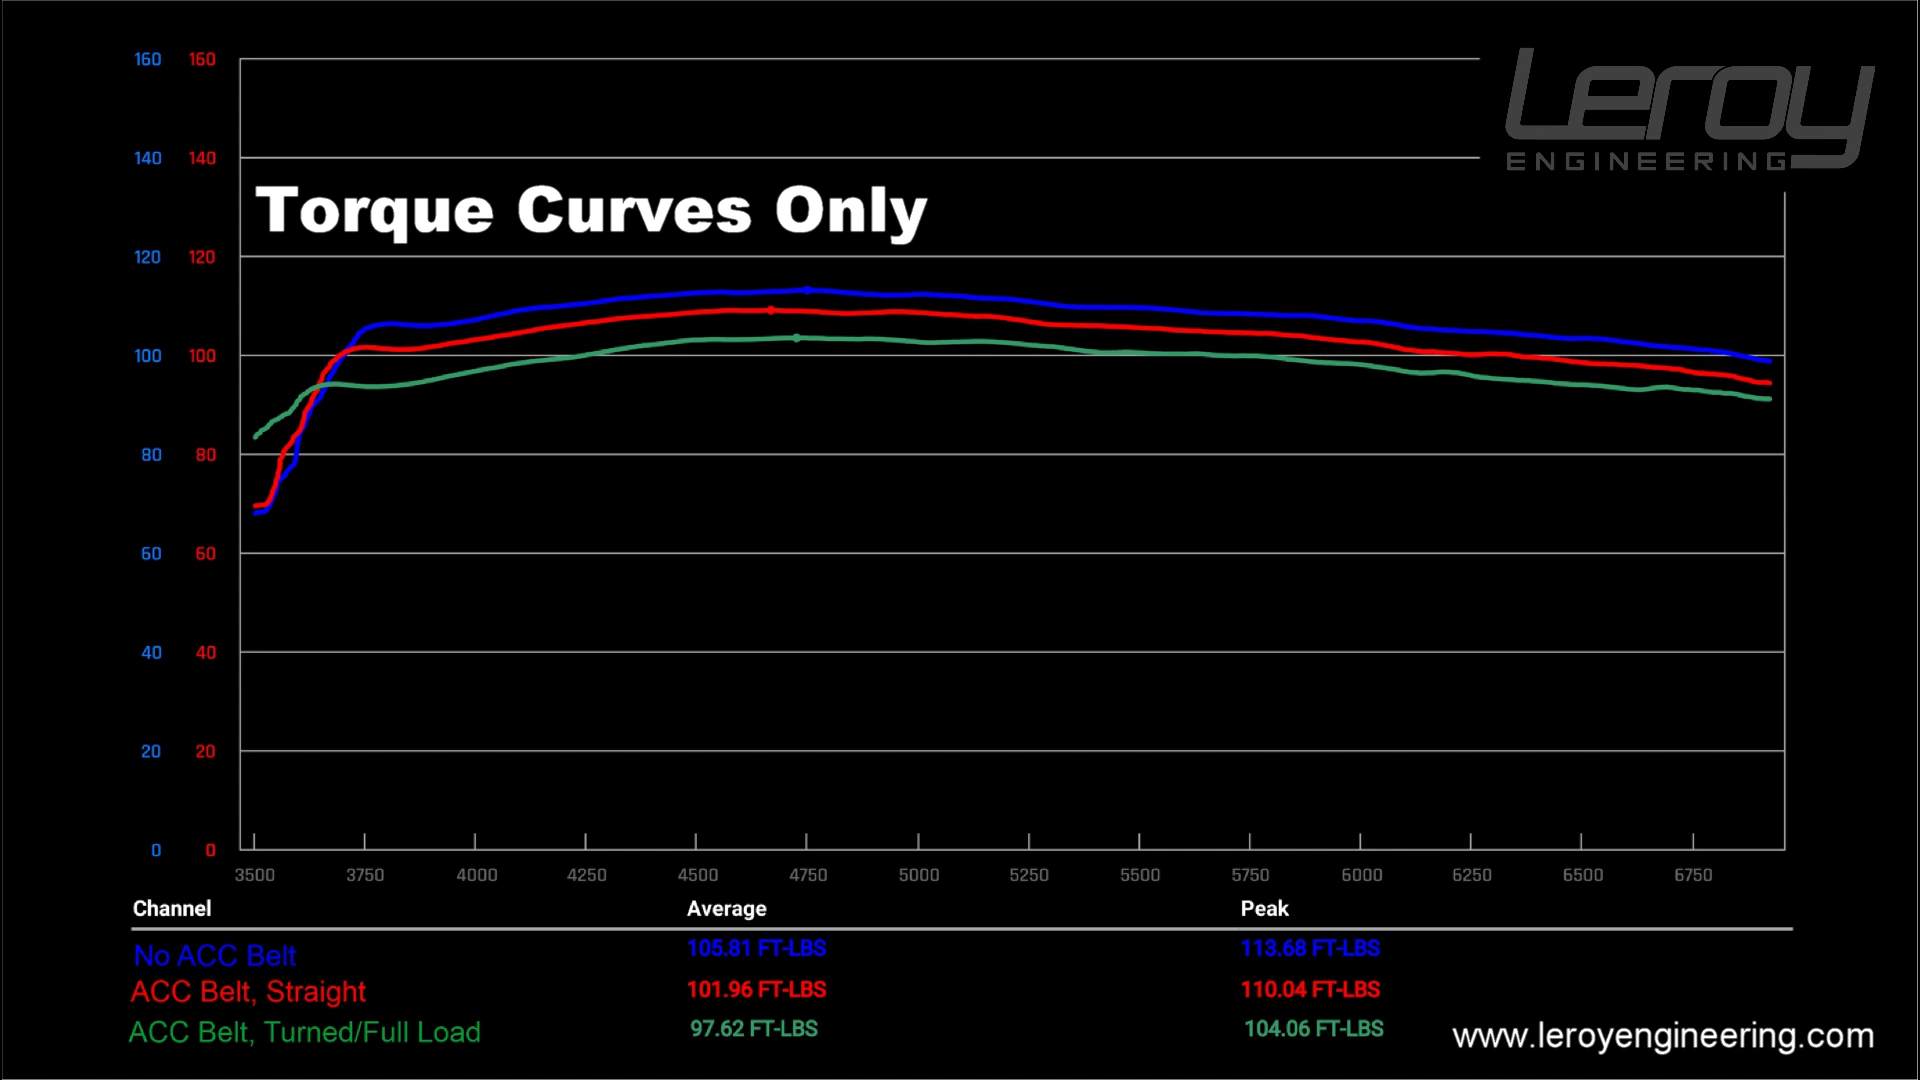 Leroy
ENGINEERING
Torque Curves Only
160 160
140 140
120 120
100 100
80 80
60 60
40 40
20 20
0 0
3500 3750 4000 4250 4500 4750 5000 5250 5500 5750 6000 6250 6500 6750
Channel Average Peak
No ACC Belt 105.81 FT-LBS 113.68 FT-LBS
ACC Belt, Straight 101.96 FT-LBS 110.04 FT-LBS
ACC Belt, Turned/Full Load 97.62 FT-LBS 104.06 FT-LBS
www.leroyengineering.com